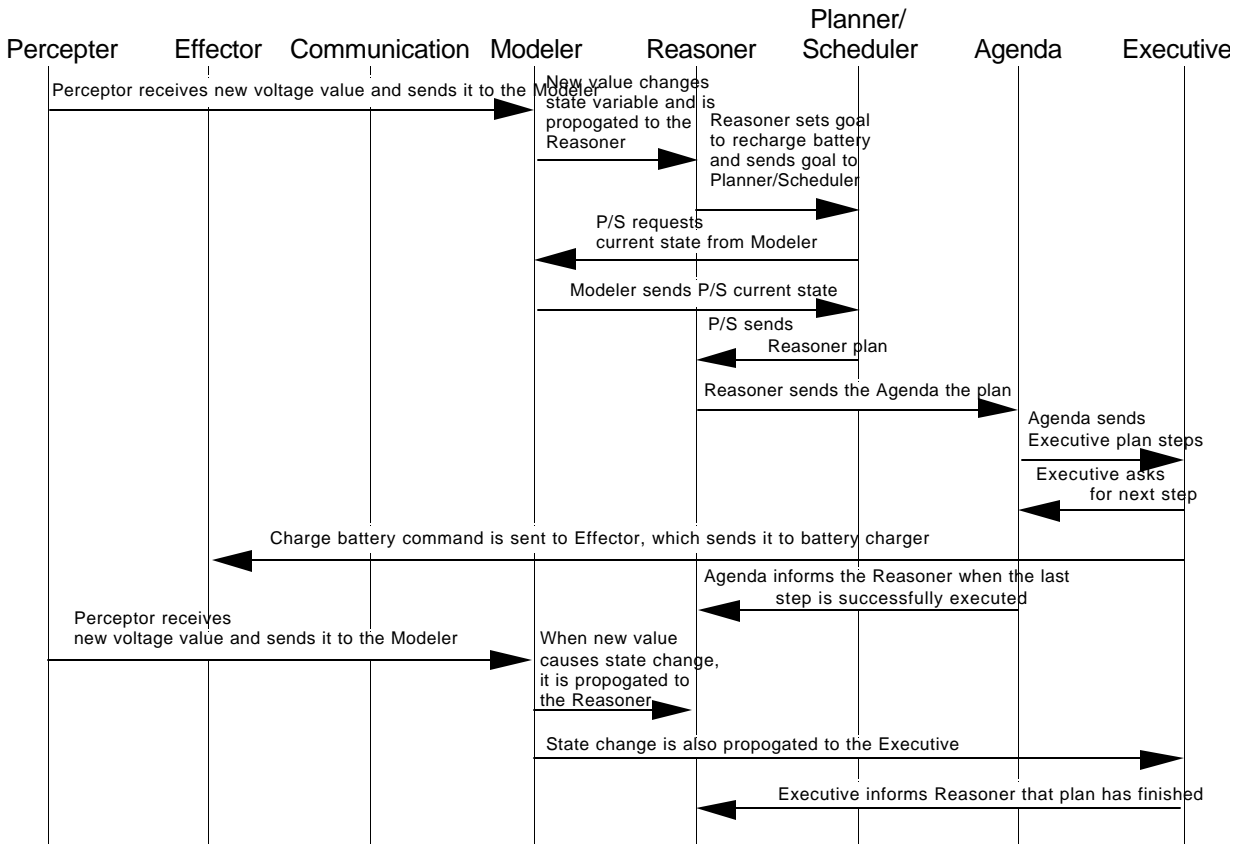 Planner/
Percepter Effector Communication Modeler Reasoner Scheduler Agenda Executive
Perceptor receives new voltage value and sends it to the Modeler
New value changes
state variable and is
propogated to the
Reasoner
Reasoner sets goal
to recharge battery
and sends goal to
Planner/Scheduler
P/S requests
current state from Modeler
Modeler sends P/S current state
P/S sends
Reasoner plan
Reasoner sends the Agenda the plan
Agenda sends
Executive plan steps
Executive asks
for next step
Charge battery command is sent to Effector, which sends it to battery charger
Agenda informs the Reasoner when the last
step is successfully executed
Perceptor receives
new voltage value and sends it to the Modeler
When new value
causes state change,
it is propogated to
the Reasoner
State change is also propogated to the Executive
Executive informs Reasoner that plan has finished